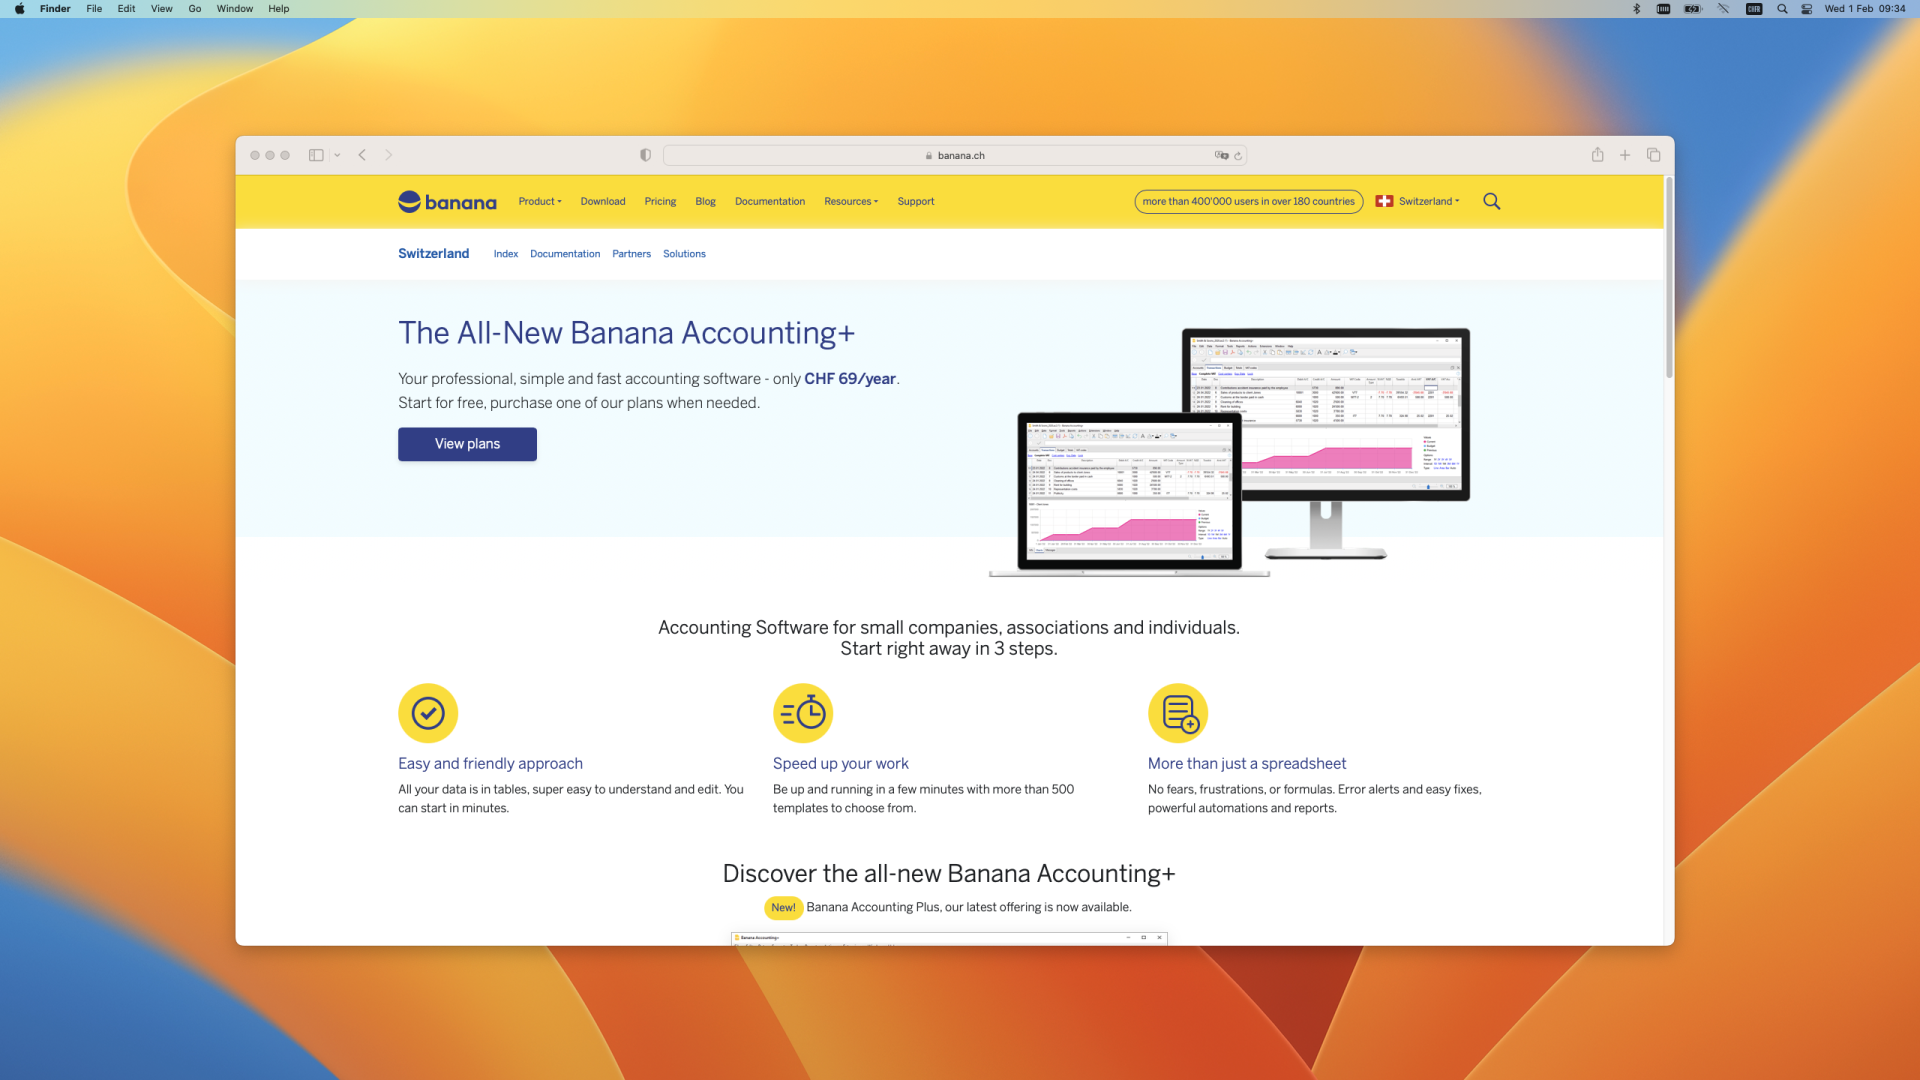 Finder File Edit View Go Window Help
Wed 1 Feb 09:34
banana.ch
banana Product Download Pricing Blog Documentation Resources Support
more than 400'000 users in over 180 countries Switzerland
Switzerland Index Documentation Partners Solutions
The All-New Banana Accounting+
Your professional, simple and fast accounting software - only CHF 69/year.
Start for free, purchase one of our plans when needed.
View plans
Accounting Software for small companies, associations and individuals.
Start right away in 3 steps.
Easy and friendly approach
All your data is in tables, super easy to understand and edit. You
can start in minutes.
Speed up your work
Be up and running in a few minutes with more than 500
templates to choose from.
More than just a spreadsheet
No fears, frustrations, or formulas. Error alerts and easy fixes,
powerful automations and reports.
Discover the all-new Banana Accounting+
New! Banana Accounting Plus, our latest offering is now available.
Banana Accounting+